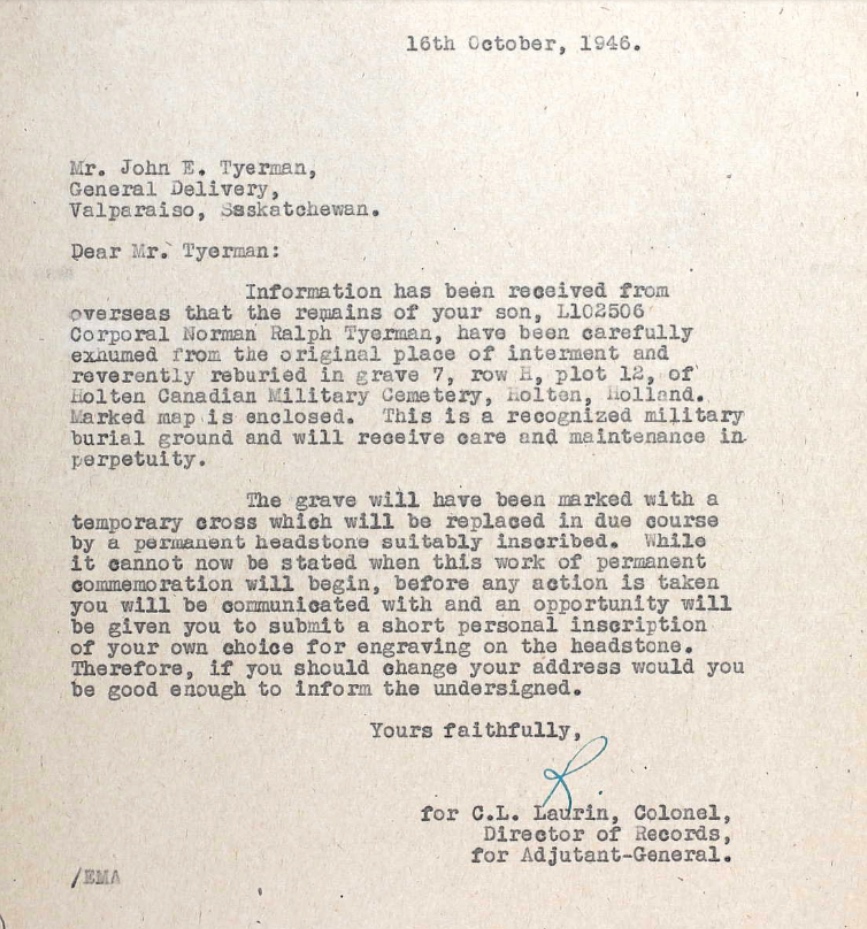 16th October, 1946.
Mr. John E. Tyerman,
General Delivery,
Valparaiso, Saskatchewan.
Dear Mr. Tyerman:
Information has been received from
overseas that the remains of your son, L102506
Corporal Norman Ralph Tyerman, have been carefully
exhumed from the original place of interment and
reverently reburied in grave 7, row H, plot 12, of
Holten Canadian Military Cemetery, Holten, Holland.
Marked map is enclosed. This is a recognized military
burial ground and will receive care and maintenance in
perpetuity.
The grave will have been marked with a
temporary cross which will be replaced in due course
by a permanent headstone suitably inscribed. While
it cannot now be stated when this work of permanent
commemoration will begin, before any action is taken
you will be communicated with and an opportunity will
be given you to submit a short personal inscription
of your own choice for engraving on the headstone.
Therefore, if you should change your address would you
be good enough to inform the undersigned.
Yours faithfully,
R
for C.L. Laurin, Colonel,
Director of Records,
for Adjutant-General.
/EMA